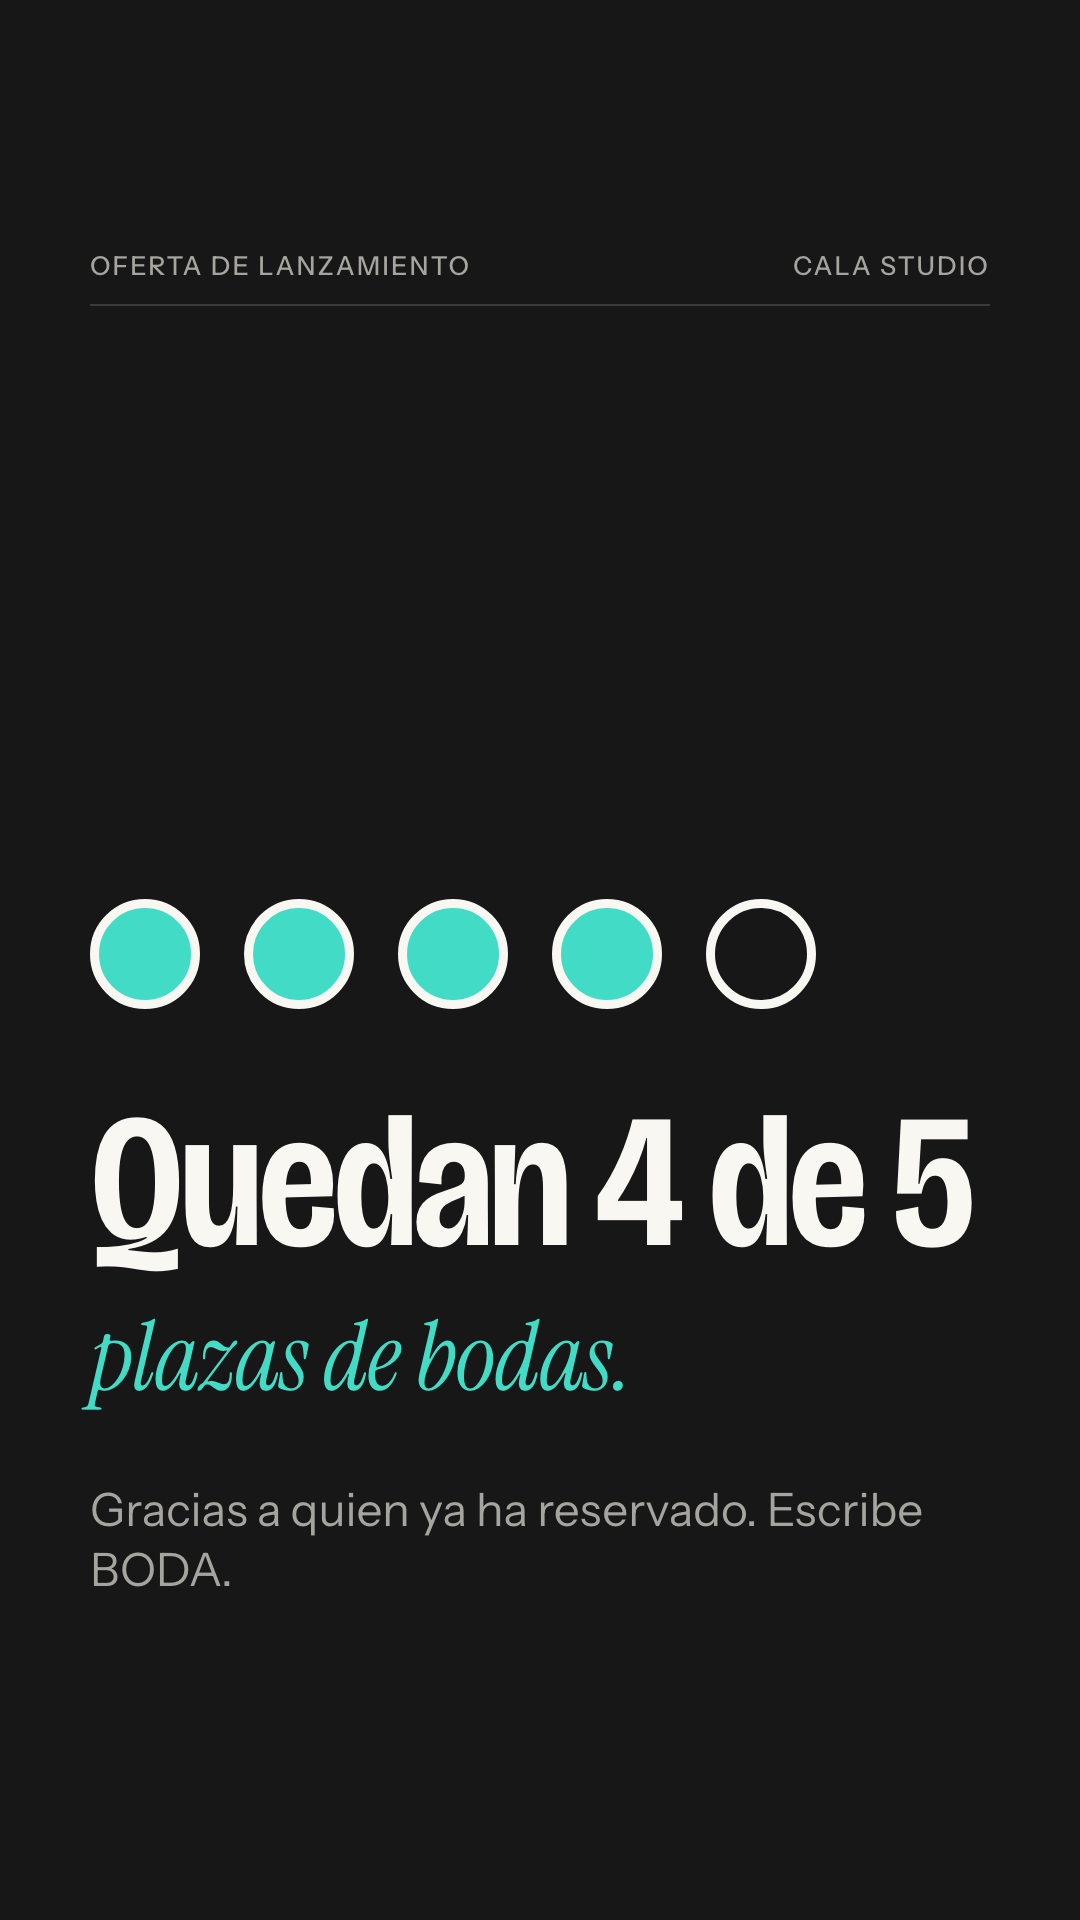 OFERTA DE LANZAMIENTO
CALA STUDIO
Quedan 4 de 5
plazas de bodas.
Gracias a quien ya ha reservado. Escribe
BODA.